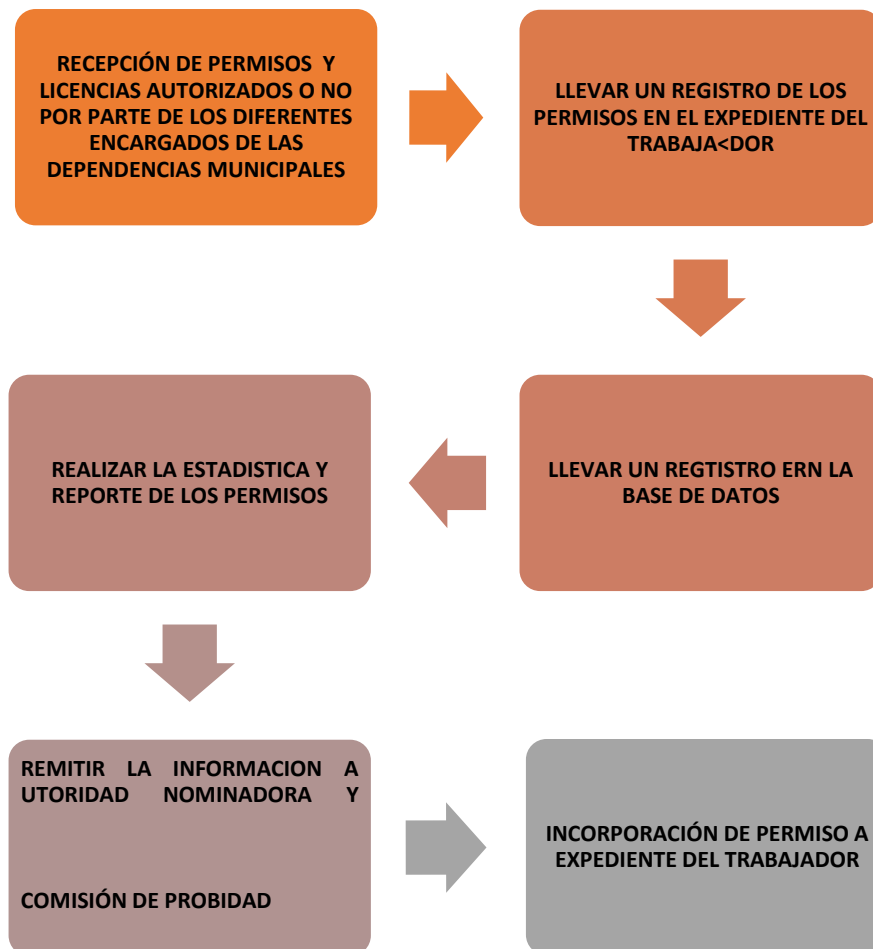 RECEPCIÓN DE PERMISOS Y
LICENCIAS AUTORIZADOS O NO
POR PARTE DE LOS DIFERENTES
ENCARGADOS DE LAS
DEPENDENCIAS MUNICIPALES
LLEVAR UN REGISTRO DE LOS
PERMISOS EN EL EXPEDIENTE DEL
TRABAJA<DOR
LLEVAR UN REGTISTRO ERN LA
BASE DE DATOS
REALIZAR LA ESTADISTICA Y
REPORTE DE LOS PERMISOS
REMITIR LA INFORMACION A
UTORIDAD NOMINADORA Y
COMISIÓN DE PROBIDAD
INCORPORACIÓN DE PERMISO A
EXPEDIENTE DEL TRABAJADOR